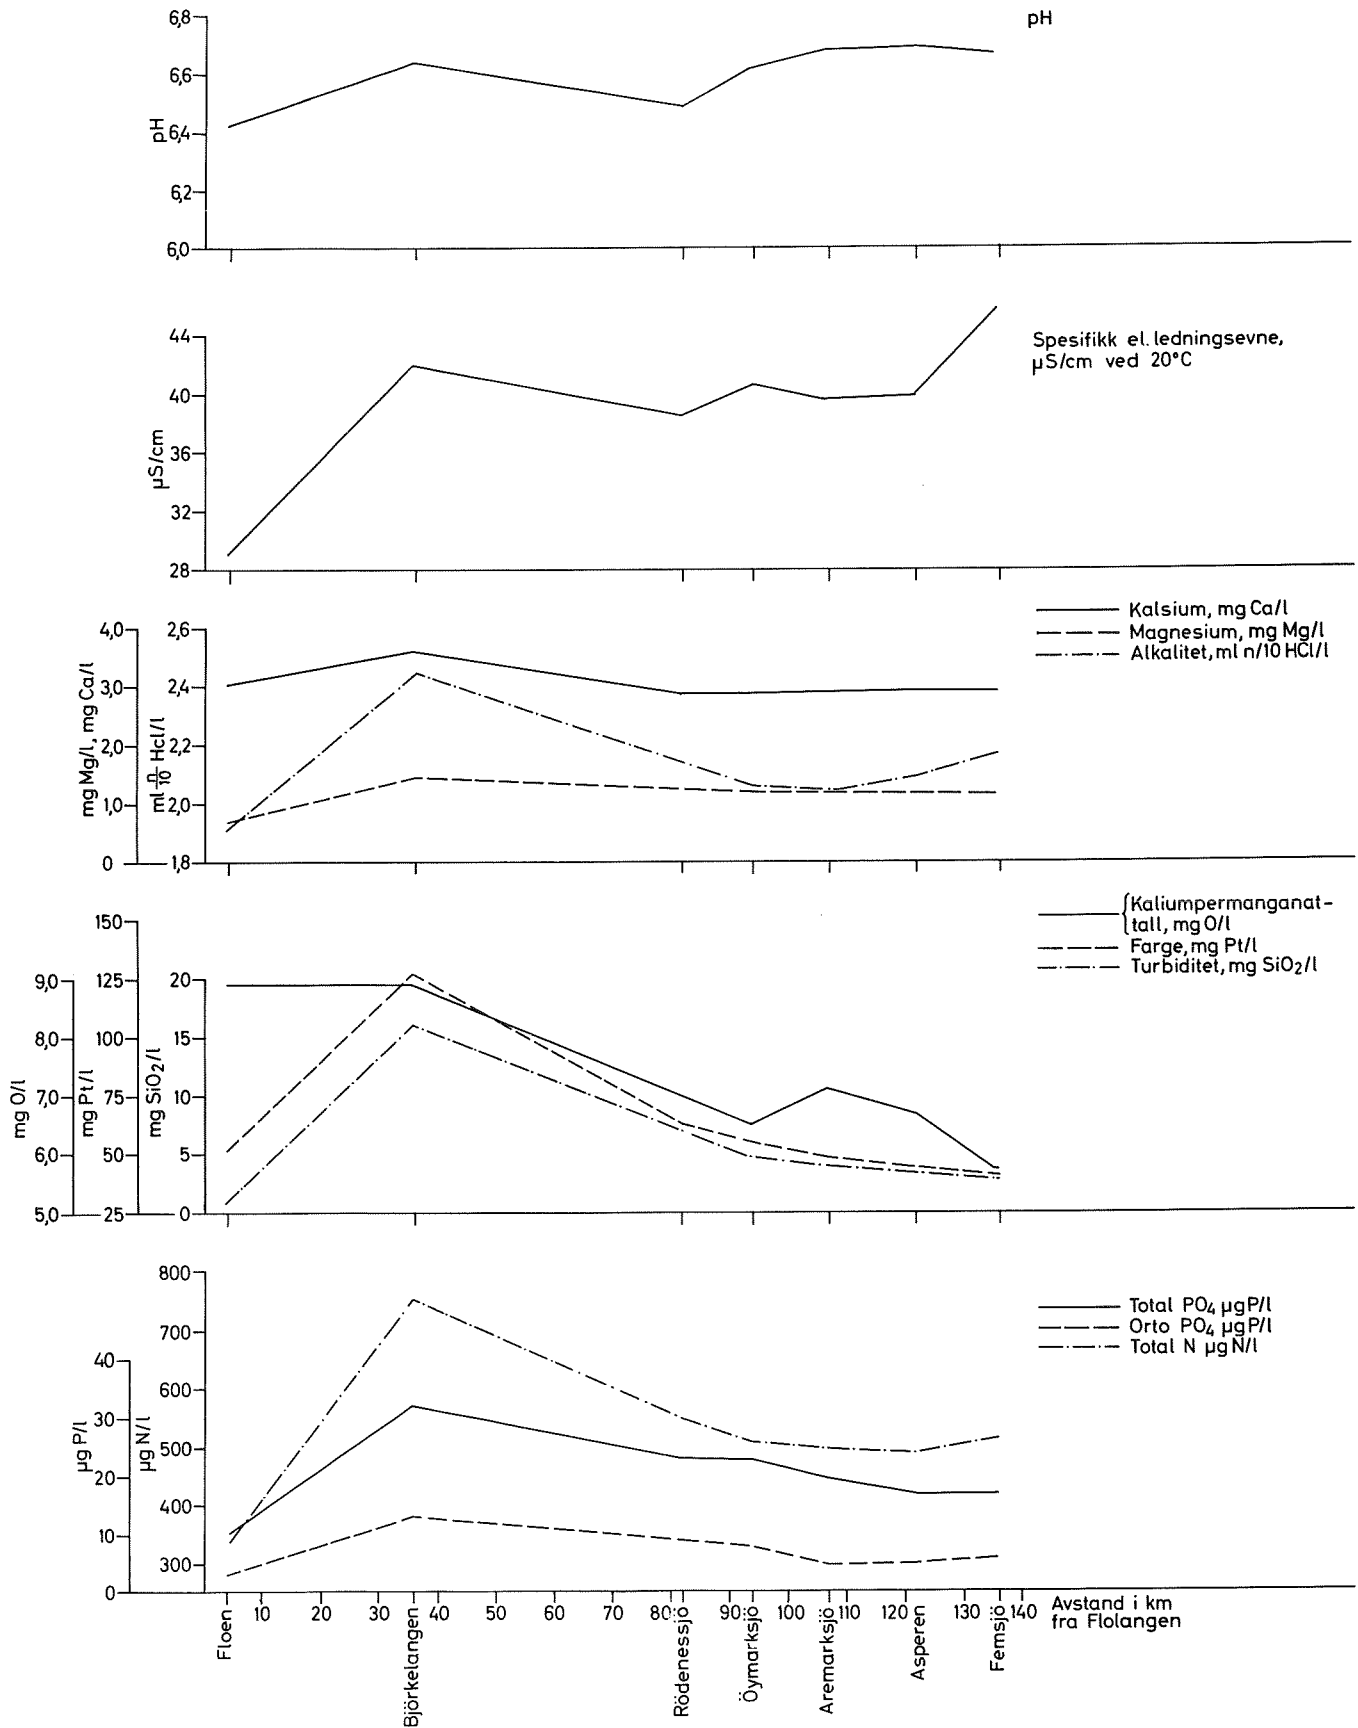 pH
6,8
6,6
6,4
6,2
6,0
pH
Spesifikk el. ledningsevne,
µS/cm ved 20°C
44
40
36
32
28
µS/cm
Kalsium, mg Ca/l
Magnesium, mg Mg/l
Alkalitet, ml n/10 HCl/l
4,0
3,0
2,0
1,0
0
mg Mg/l, mg Ca/l
2,6
2,4
2,2
2,0
1,8
ml n/10 Hcl/l
Kaliumpermanganat-
tall, mg O/l
Farge, mg Pt/l
Turbiditet, mg SiO₂/l
9,0
8,0
7,0
6,0
5,0
mg O/l
150
125
100
75
50
25
mg Pt/l
20
15
10
5
0
mg SiO₂/l
Total PO₄ µgP/l
Orto PO₄ µgP/l
Total N µgN/l
40
30
20
10
0
µg P/l
800
700
600
500
400
300
µg N/l
10 20 30 40 50 60 70 80 90 100 110 120 130 140
Avstand i km
fra Flolangen
Floen
Björkelangen
Rödenessjö
Öymarksjö
Aremarksjö
Asperen
Femsjö